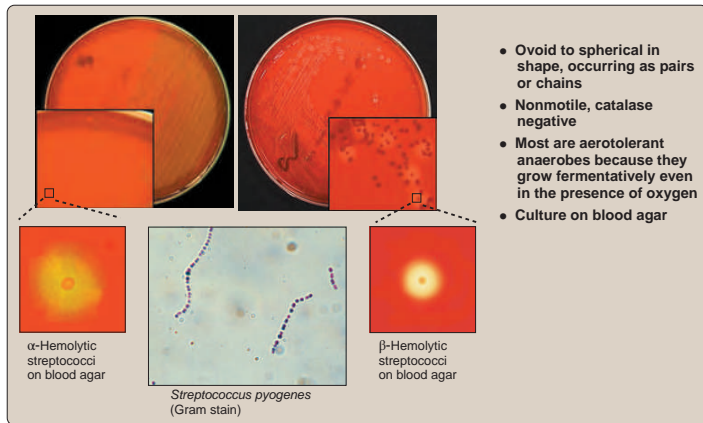 • Ovoid to spherical in
shape, occurring as pairs
or chains
• Nonmotile, catalase
negative
• Most are aerotolerant
anaerobes because they
grow fermentatively even
in the presence of oxygen
• Culture on blood agar
α-Hemolytic
streptococci
on blood agar
Streptococcus pyogenes
(Gram stain)
β-Hemolytic
streptococci
on blood agar